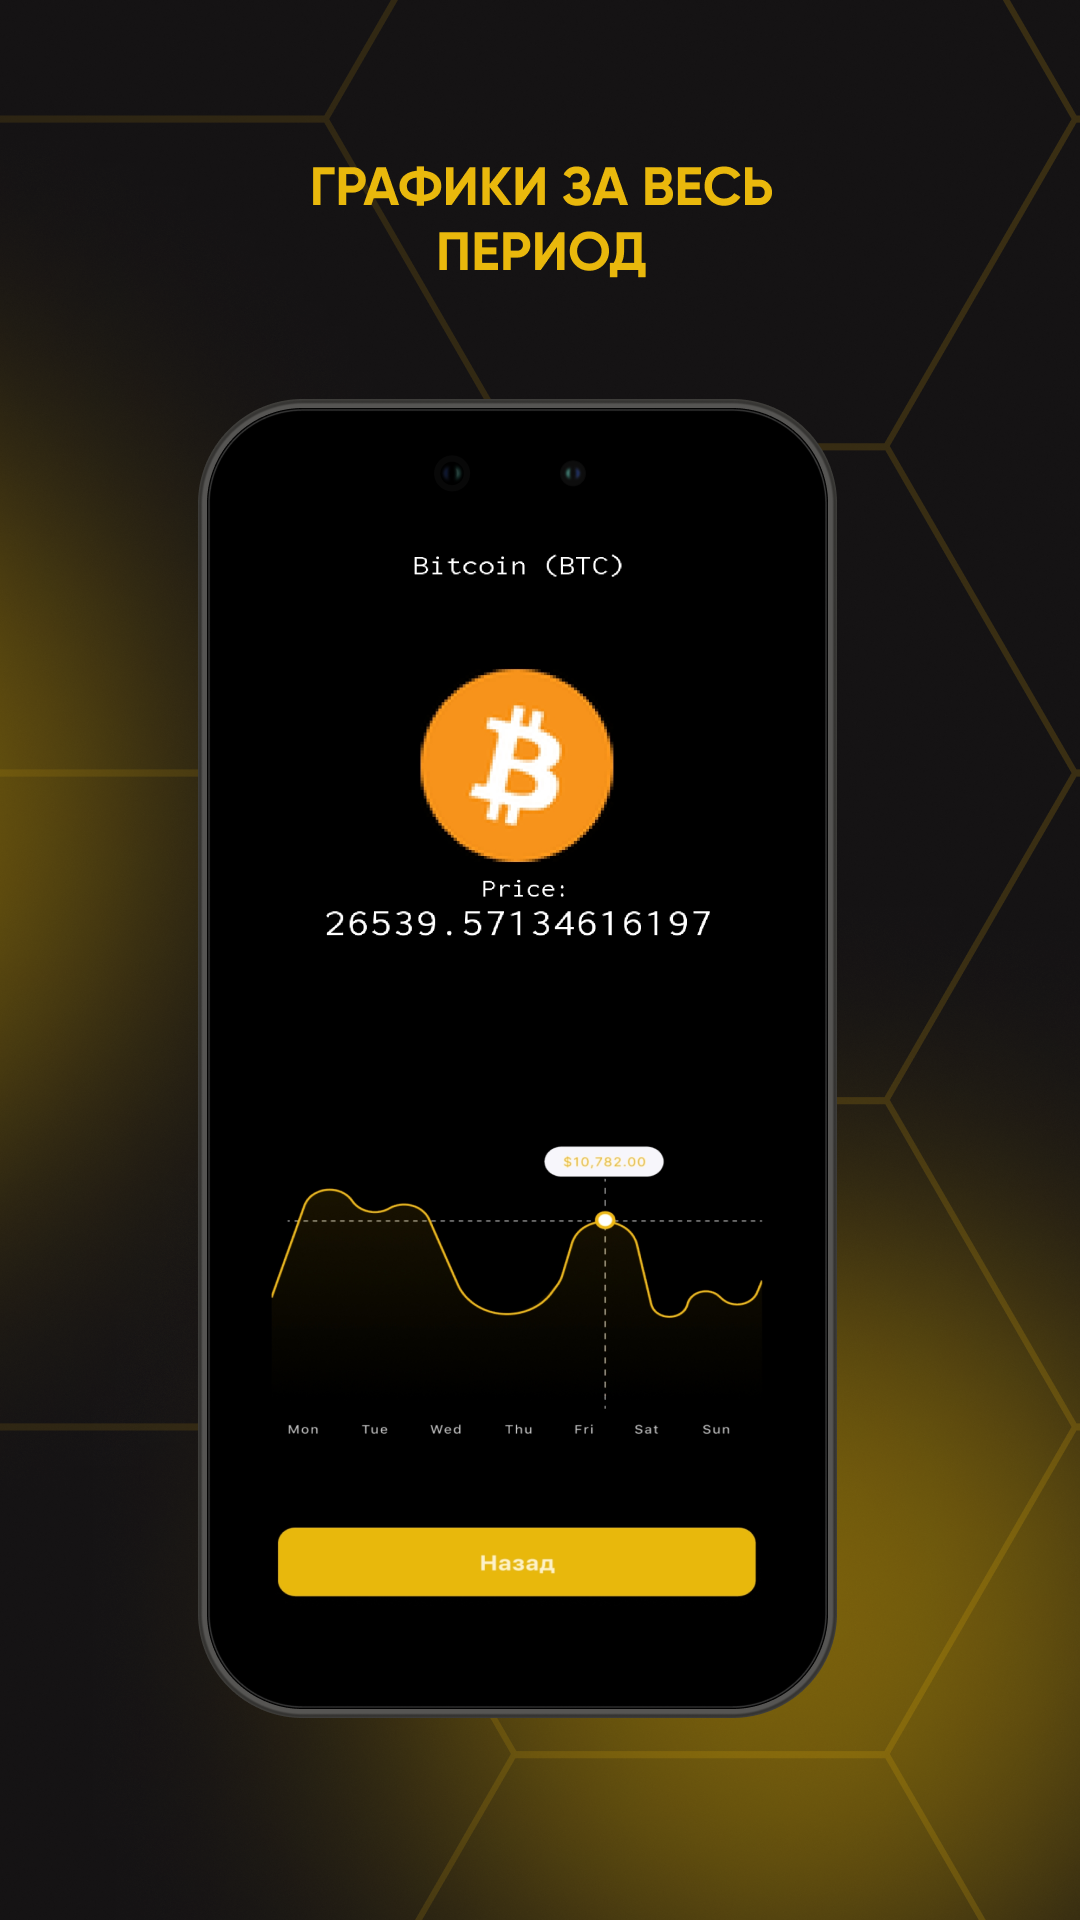 ГРАФИКИ ЗА ВЕСЬ
ПЕРИОД
Bitcoin (BTC)
Price:
26539.57134616197
$10,782.00
Mon Tue Wed Thu Fri Sat Sun
Назад